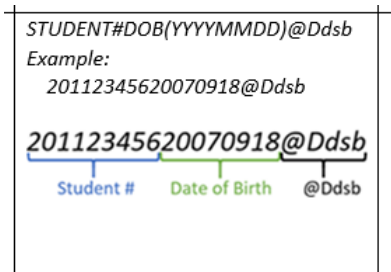 STUDENT#DOB(YYYYMMDD)@Ddsb
Example:
20112345620070918@Ddsb
20112345620070918@Ddsb
Student # Date of Birth @Ddsb